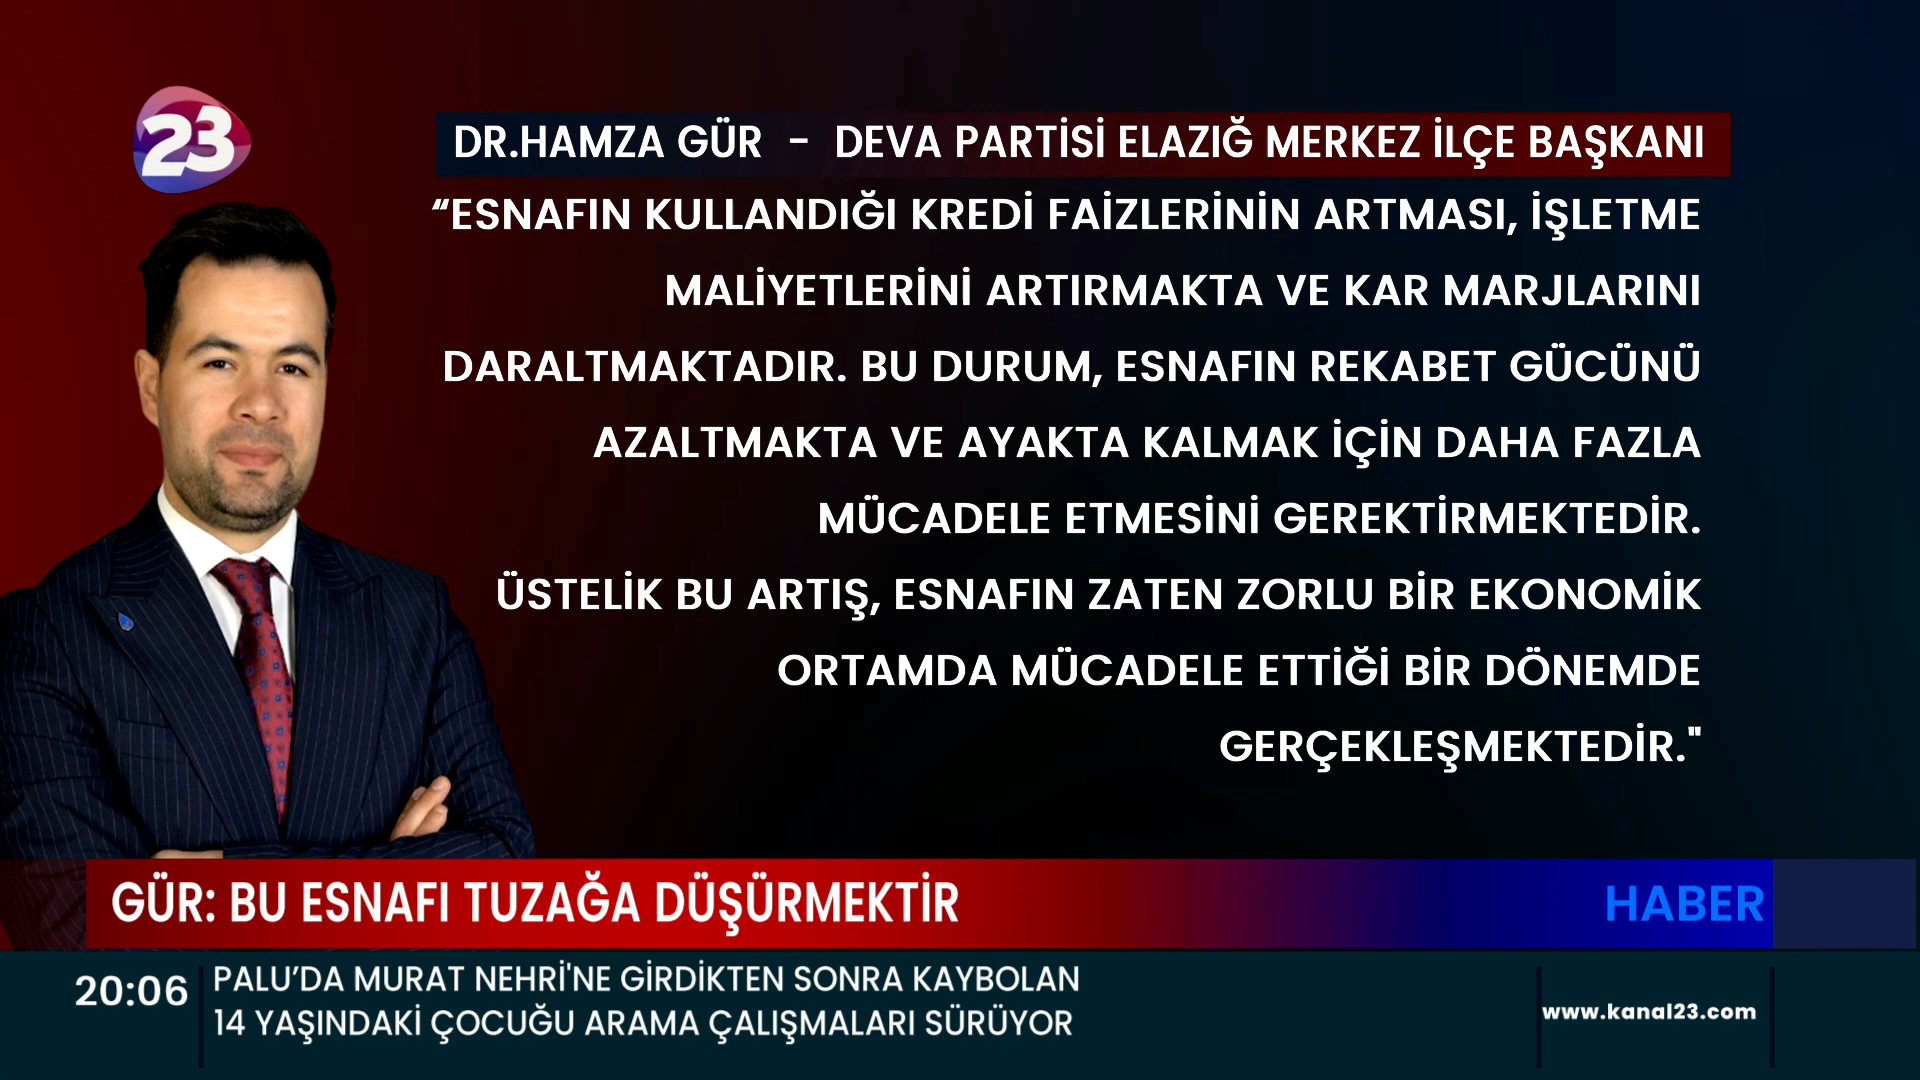 23
DR.HAMZA GÜR - DEVA PARTİSİ ELAZIĞ MERKEZ İLÇE BAŞKANI
“ESNAFIN KULLANDIĞI KREDİ FAİZLERİNİN ARTMASI, İŞLETME
MALİYETLERİNİ ARTIRMAKTA VE KAR MARJLARINI
DARALTMAKTADIR. BU DURUM, ESNAFIN REKABET GÜCÜNÜ
AZALTMAKTA VE AYAKTA KALMAK İÇİN DAHA FAZLA
MÜCADELE ETMESİNİ GEREKTİRMEKTEDİR.
ÜSTELİK BU ARTIŞ, ESNAFIN ZATEN ZORLU BİR EKONOMİK
ORTAMDA MÜCADELE ETTİĞİ BİR DÖNEMDE
GERÇEKLEŞMEKTEDİR."
GÜR: BU ESNAFI TUZAĞA DÜŞÜRMEKTİR
HABER
20:06
PALU’DA MURAT NEHRİ'NE GİRDİKTEN SONRA KAYBOLAN
14 YAŞINDAKİ ÇOCUĞU ARAMA ÇALIŞMALARI SÜRÜYOR
www.kanal23.com